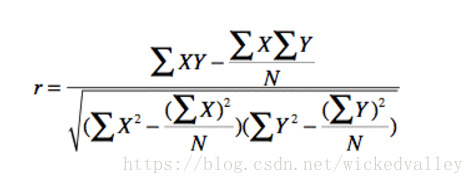 r = (∑XY − (∑X∑Y)/N) / √((∑X² − (∑X)²/N)(∑Y² − (∑Y)²/N))
https://blog.csdn.net/wickedvalley